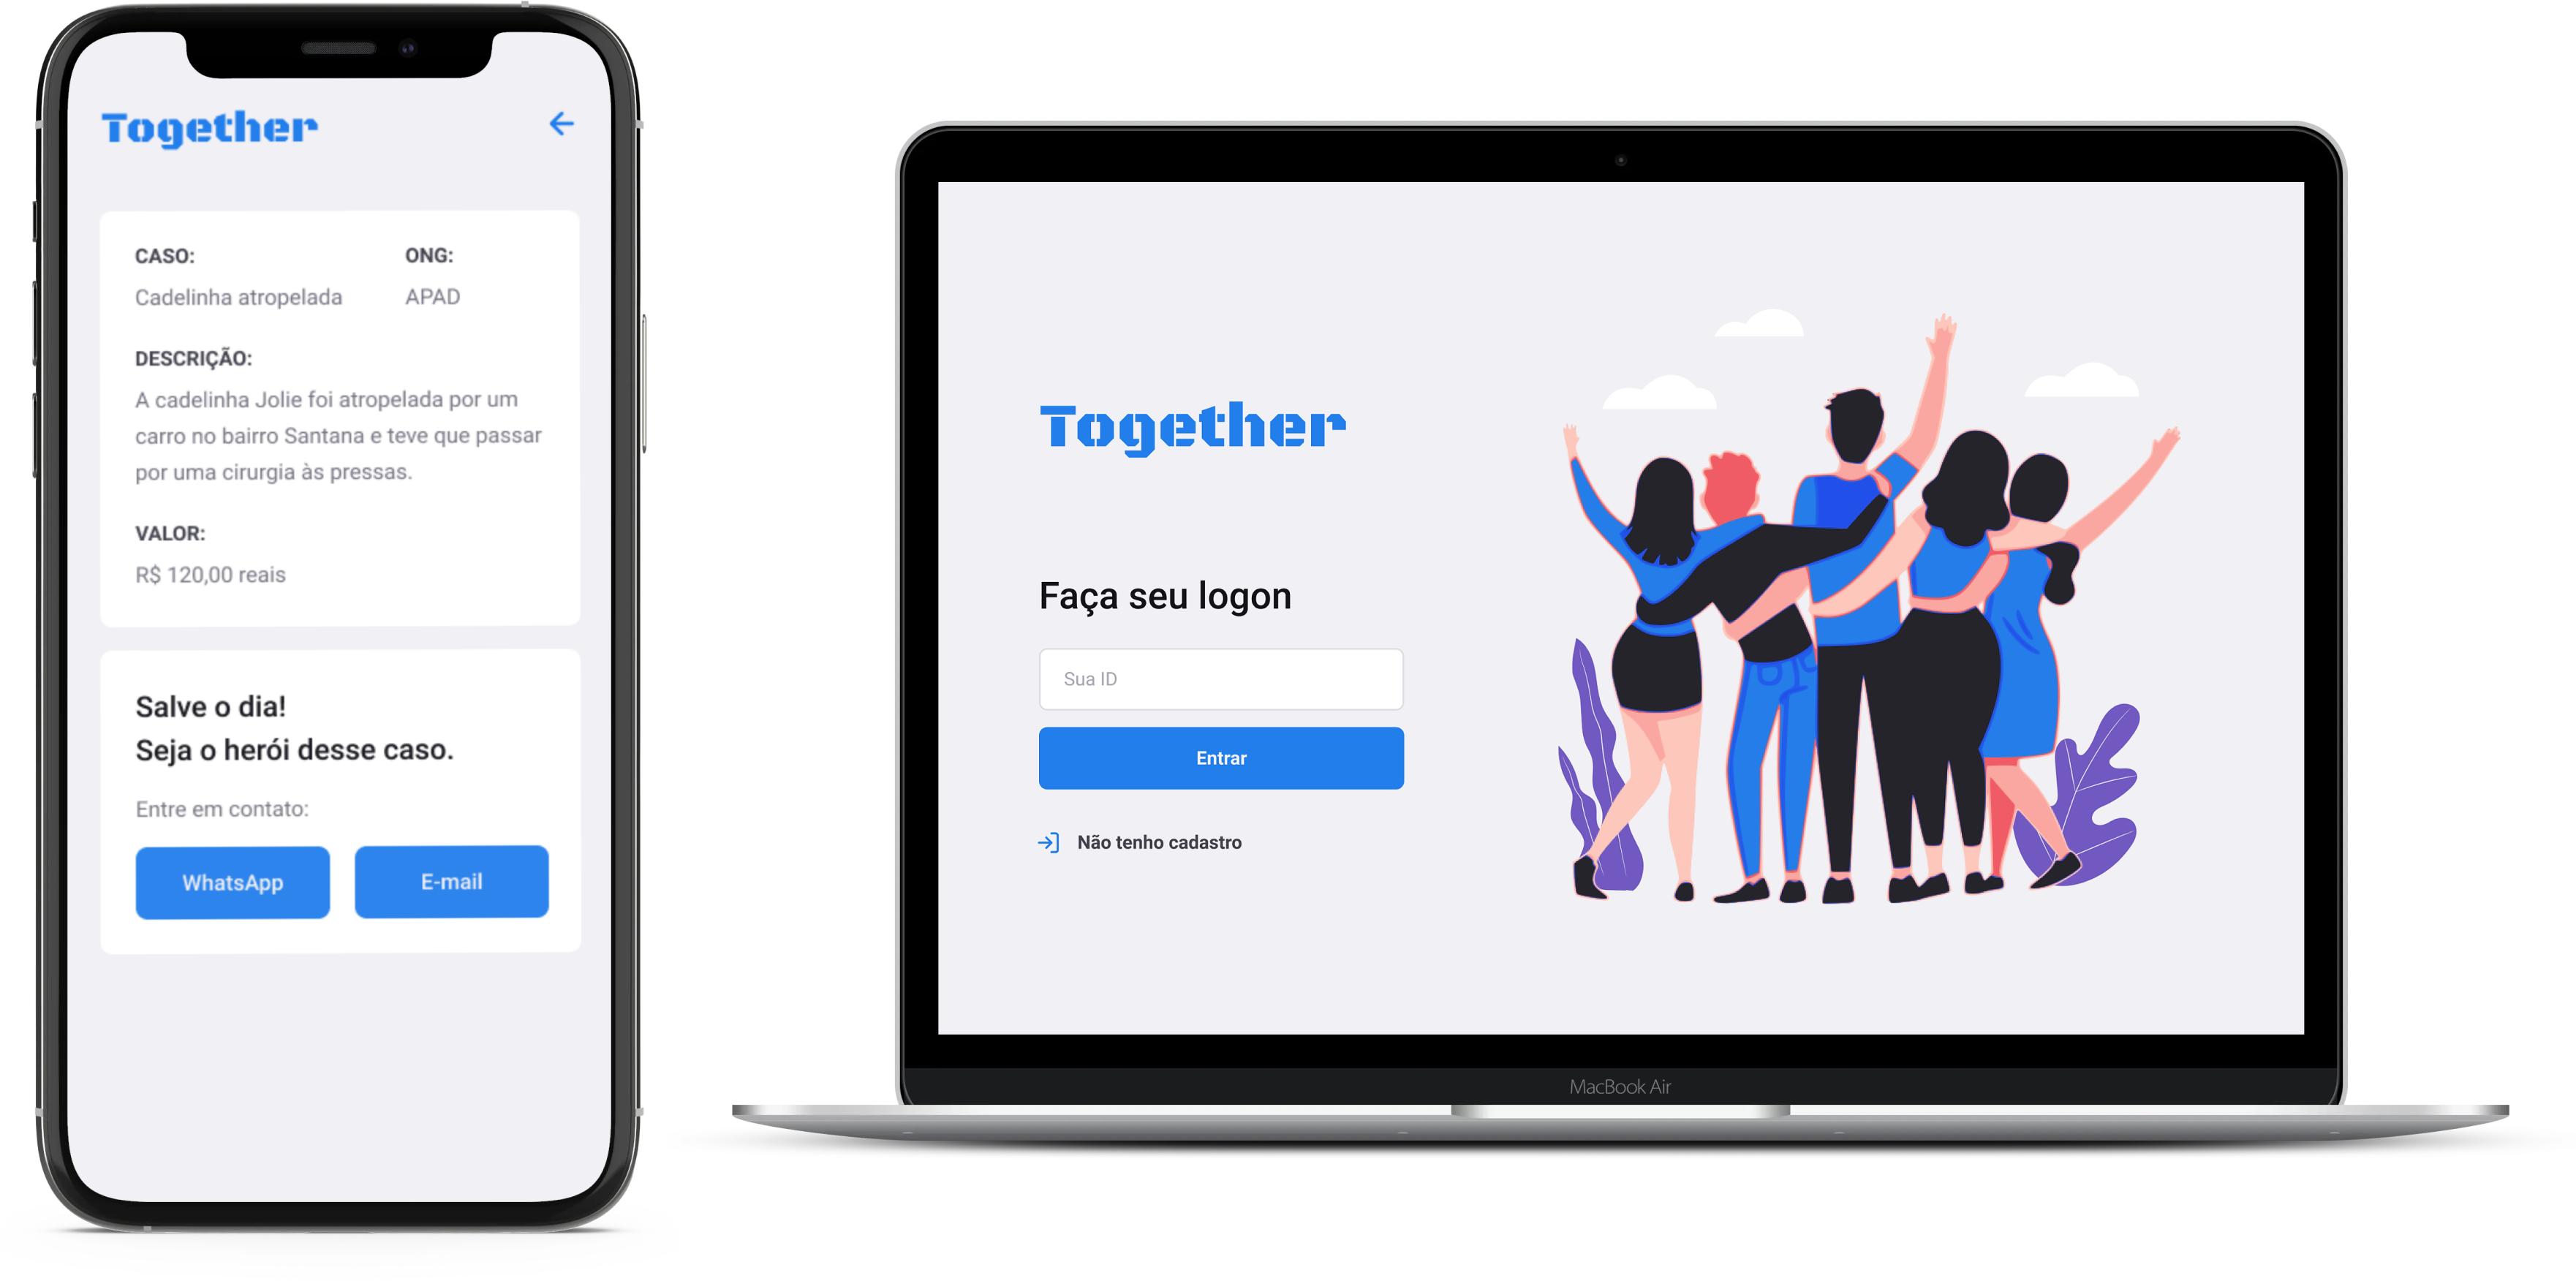 Together
CASO:
Cadelinha atropelada
ONG:
APAD
DESCRIÇÃO:
A cadelinha Jolie foi atropelada por um
carro no bairro Santana e teve que passar
por uma cirurgia às pressas.
VALOR:
R$ 120,00 reais
Salve o dia!
Seja o herói desse caso.
Entre em contato:
WhatsApp
E-mail
Together
Faça seu logon
Sua ID
Entrar
Não tenho cadastro
MacBook Air